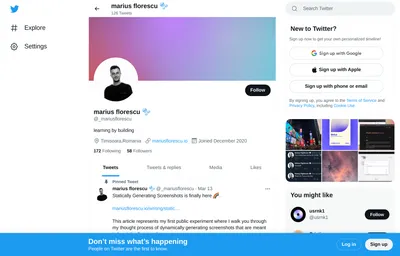 marius florescu
126 Tweets
Search Twitter
Explore
Settings
Follow
marius florescu
@_mariusflorescu
learning by building
Timisoara, Romania mariusflorescu.io Joined December 2020
172 Following 58 Followers
Tweets Tweets & replies Media Likes
Pinned Tweet
marius florescu @_mariusflorescu · Mar 13
Statically Generating Screenshots is finally here
mariusflorescu.io/writing/static...
This article represents my first public experiment where I walk you through
my thought process of dynamically generating screenshots that are meant
New to Twitter?
Sign up now to get your own personalized timeline!
Sign up with Google
Sign up with Apple
Sign up with phone or email
By signing up, you agree to the Terms of Service and
Privacy Policy, including Cookie Use.
You might like
usrnk1
@usrnk1
Follow
Don't miss what's happening
People on Twitter are the first to know.
Log in
Sign up